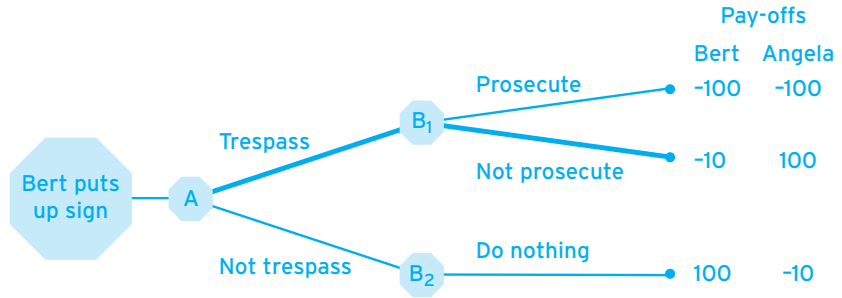 Pay-offs
Bert Angela
Prosecute
–100 –100
B1
Trespass
Not prosecute
–10 100
Bert puts
up sign
A
Not trespass
Do nothing
B2
100 –10